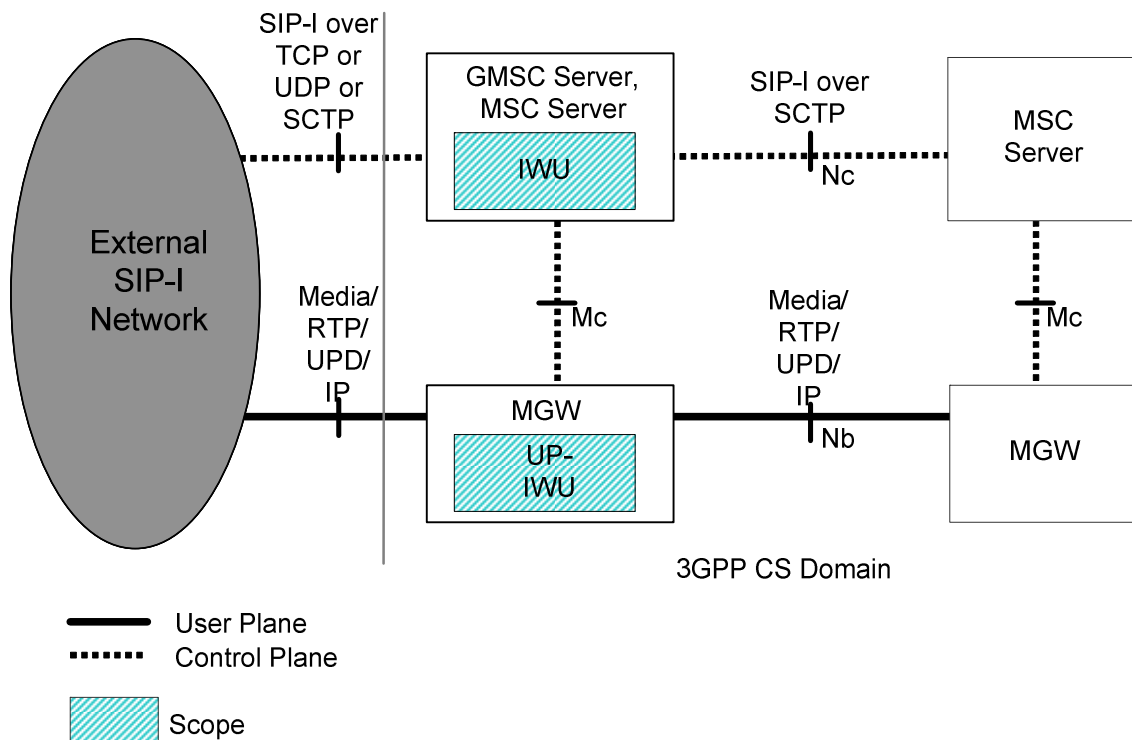 SIP-I over
TCP or
UDP or
SCTP
GMSC Server,
MSC Server
IWU
SIP-I over
SCTP
Nc
MSC
Server
External
SIP-I
Network
Media/
RTP/
UPD/
IP
Mc
Media/
RTP/
UPD/
IP
Nb
Mc
MGW
UP-
IWU
MGW
3GPP CS Domain
User Plane
Control Plane
Scope